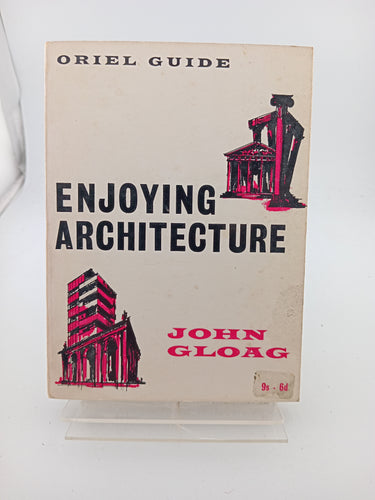 ORIEL GUIDE
ENJOYING
ARCHITECTURE
JOHN
GLOAG
9s - 6d